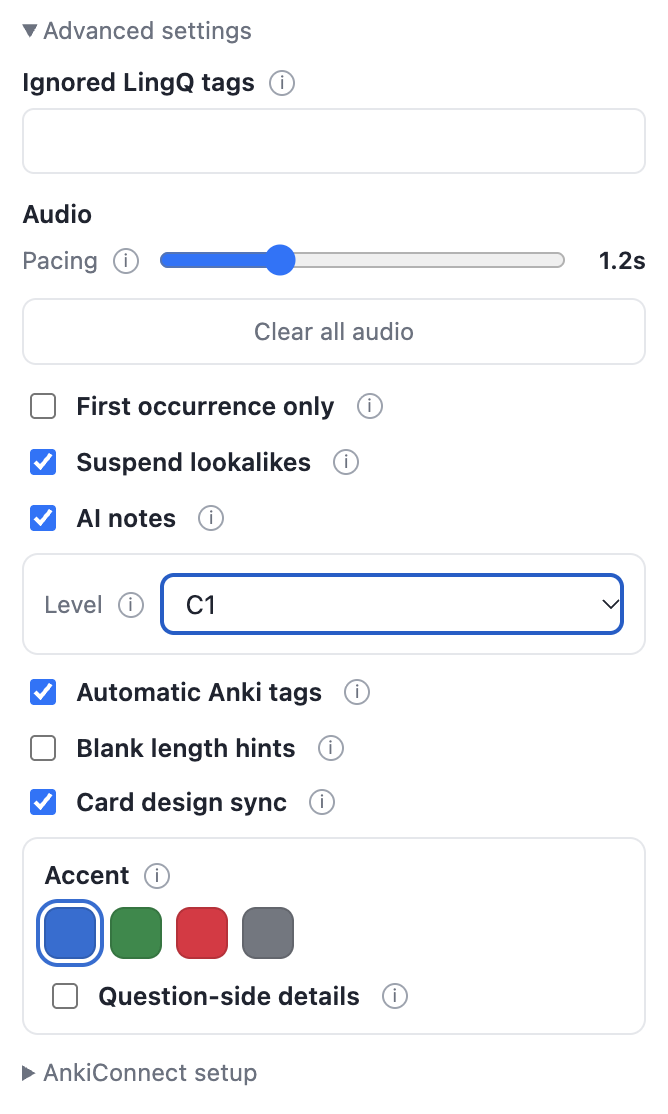 Advanced settings
Ignored LingQ tags
Audio
Pacing 1.2s
Clear all audio
First occurrence only
Suspend lookalikes
AI notes
Level C1
Automatic Anki tags
Blank length hints
Card design sync
Accent
Question-side details
AnkiConnect setup